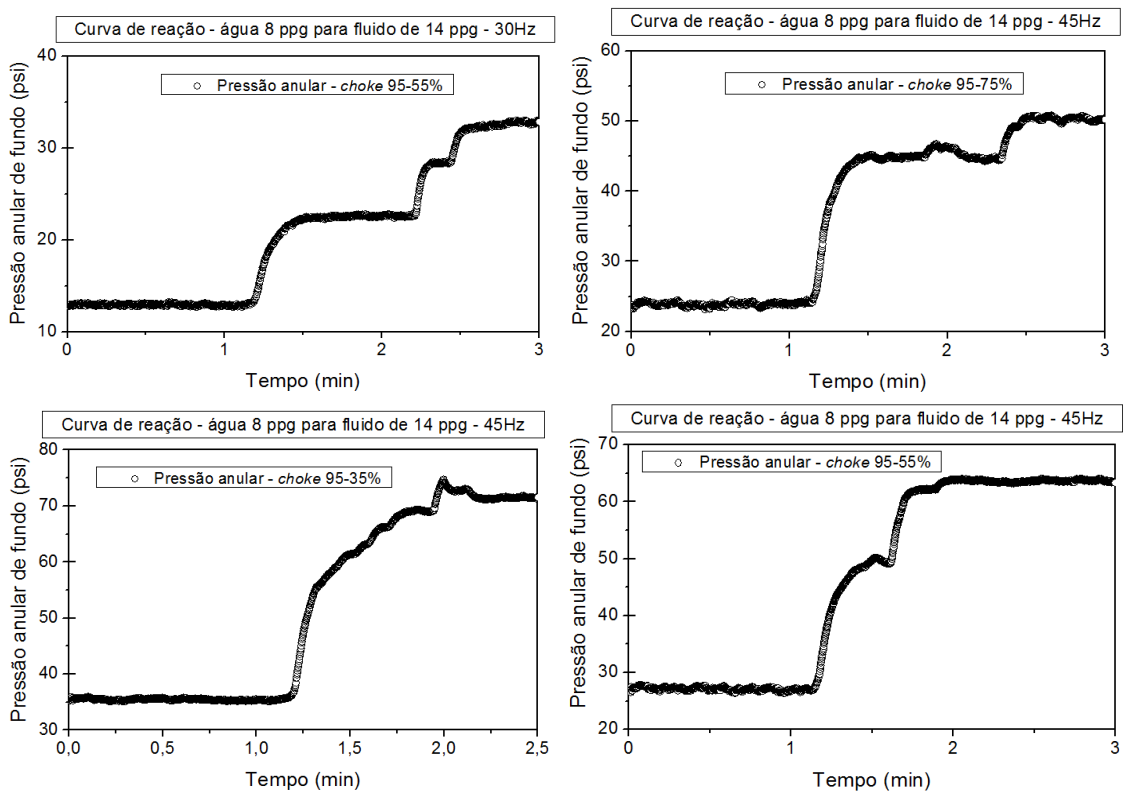 Curva de reação - água 8 ppg para fluido de 14 ppg - 30Hz
Pressão anular - choke 95-55%
Pressão anular de fundo (psi)
40
30
20
10
0
1
2
3
Tempo (min)
Curva de reação - água 8 ppg para fluido de 14 ppg - 45Hz
Pressão anular - choke 95-75%
Pressão anular de fundo (psi)
60
50
40
30
20
0
1
2
3
Tempo (min)
Curva de reação - água 8 ppg para fluido de 14 ppg - 45Hz
Pressão anular - choke 95-35%
Pressão anular de fundo (psi)
80
70
60
50
40
30
0,0
0,5
1,0
1,5
2,0
2,5
Tempo (min)
Curva de reação - água 8 ppg para fluido de 14 ppg - 45Hz
Pressão anular - choke 95-55%
Pressão anular de fundo (psi)
70
60
50
40
30
20
0
1
2
3
Tempo (min)